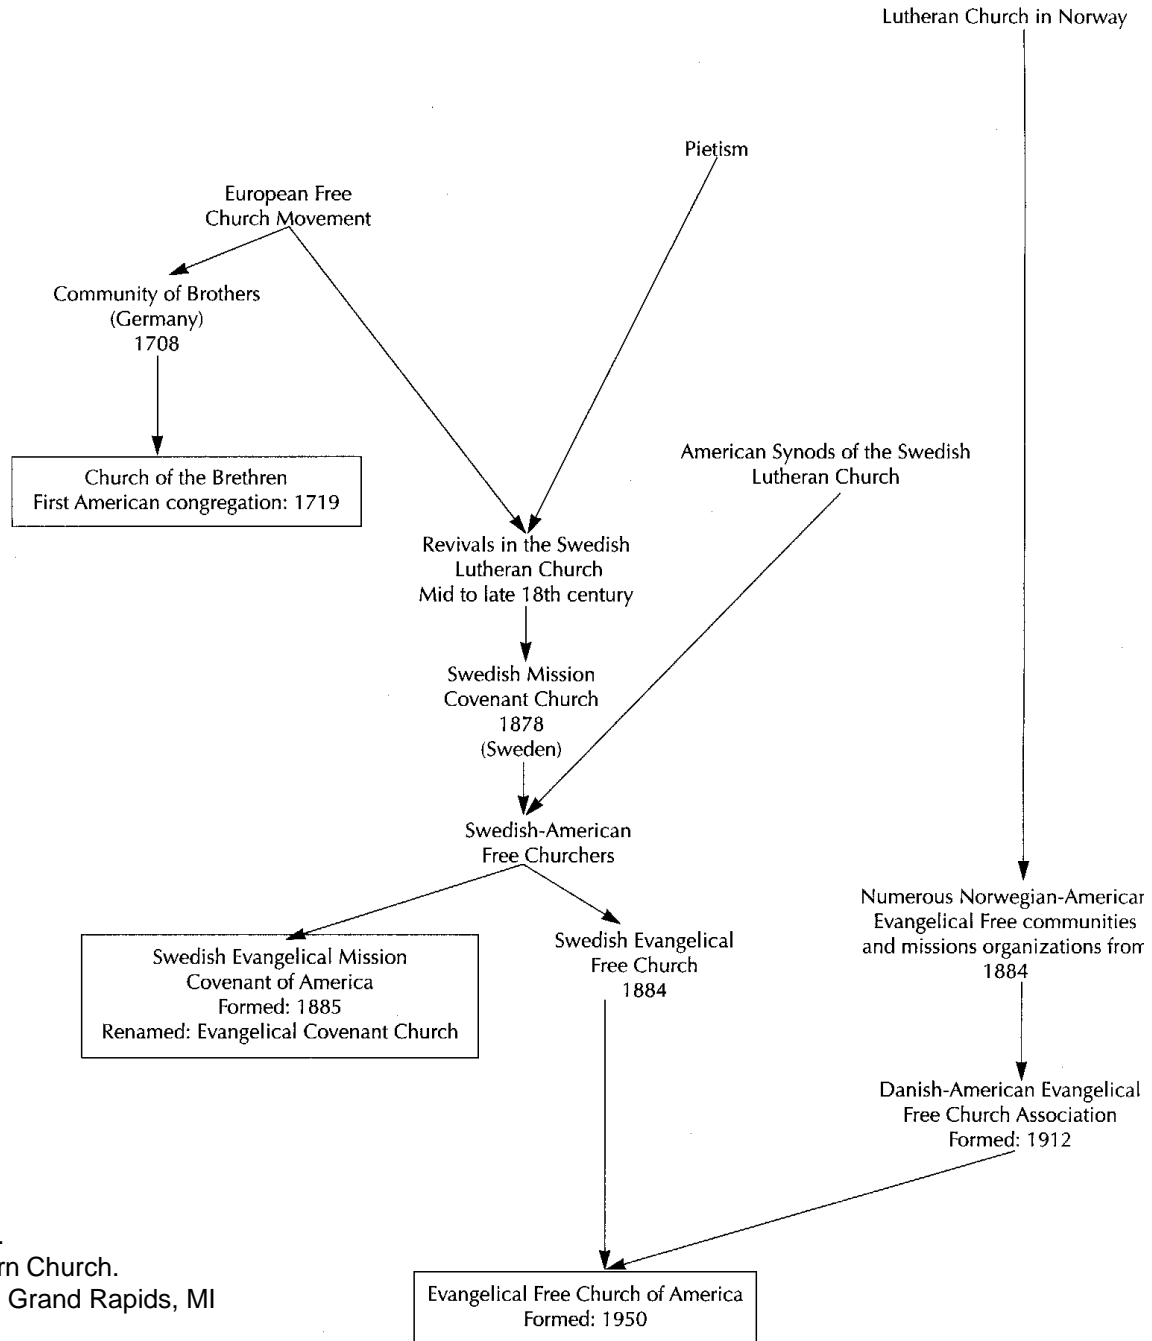 Lutheran Church in Norway
Pietism
European Free
Church Movement
Community of Brothers
(Germany)
1708
Church of the Brethren
First American congregation: 1719
American Synods of the Swedish
Lutheran Church
Revivals in the Swedish
Lutheran Church
Mid to late 18th century
Swedish Mission
Covenant Church
1878
(Sweden)
Swedish-American
Free Churchers
Swedish Evangelical Mission
Covenant of America
Formed: 1885
Renamed: Evangelical Covenant Church
Swedish Evangelical
Free Church
1884
Numerous Norwegian-American
Evangelical Free communities
and missions organizations from
1884
Danish-American Evangelical
Free Church Association
Formed: 1912
Evangelical Free Church of America
Formed: 1950
.
rn Church.
Grand Rapids, MI